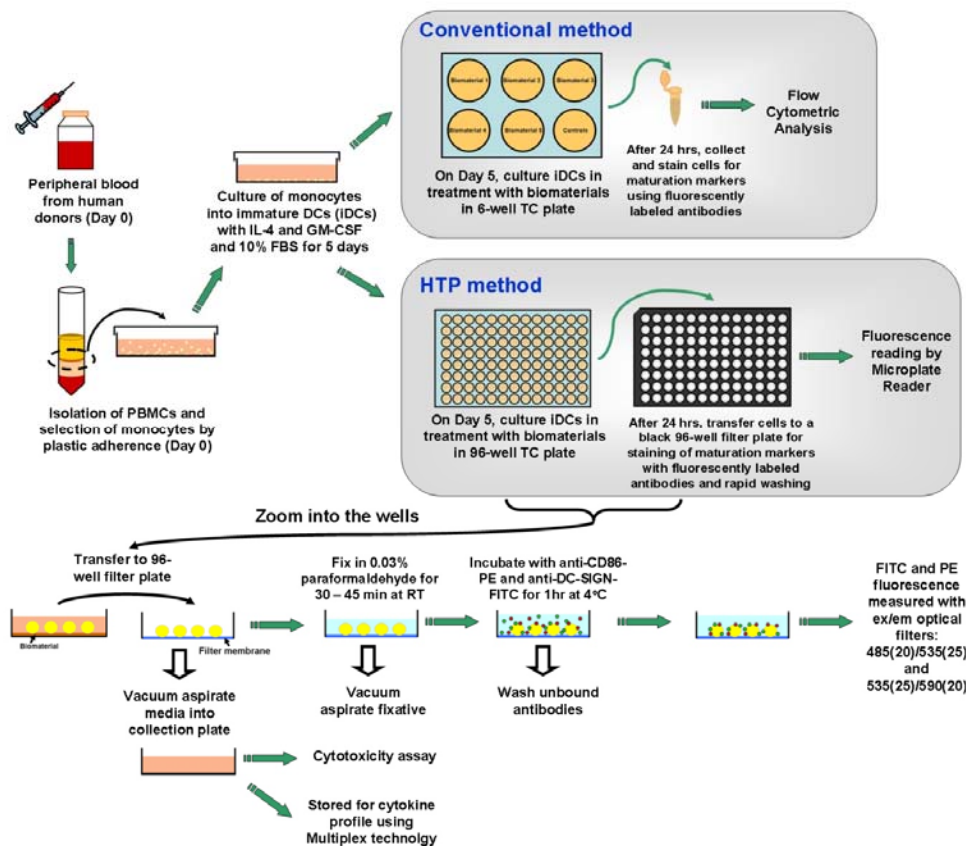 Conventional method
Biomaterial 1
Biomaterial 2
Biomaterial 3
Biomaterial 4
Biomaterial 5
Controls
On Day 5, culture iDCs in
treatment with biomaterials
in 6-well TC plate
After 24 hrs, collect
and stain cells for
maturation markers
using fluorescently
labeled antibodies
Flow
Cytometric
Analysis
Peripheral blood
from human
donors (Day 0)
Culture of monocytes
into immature DCs (iDCs)
with IL-4 and GM-CSF
and 10% FBS for 5 days
Isolation of PBMCs and
selection of monocytes by
plastic adherence (Day 0)
HTP method
On Day 5, culture iDCs in
treatment with biomaterials
in 96-well TC plate
After 24 hrs. transfer cells to a
black 96-well filter plate for
staining of maturation markers
with fluorescently labeled
antibodies and rapid washing
Fluorescence
reading by
Microplate
Reader
Zoom into the wells
Transfer to 96-
well filter plate
Biomaterial
Filter membrane
Fix in 0.03%
paraformaldehyde for
30 – 45 min at RT
Incubate with anti-CD86-
PE and anti-DC-SIGN-
FITC for 1hr at 4°C
FITC and PE
fluorescence
measured with
ex/em optical
filters:
485(20)/535(25)
and
535(25)/590(20)
Vacuum aspirate
media into
collection plate
Vacuum
aspirate fixative
Wash unbound
antibodies
Cytotoxicity assay
Stored for cytokine
profile using
Multiplex technolgy